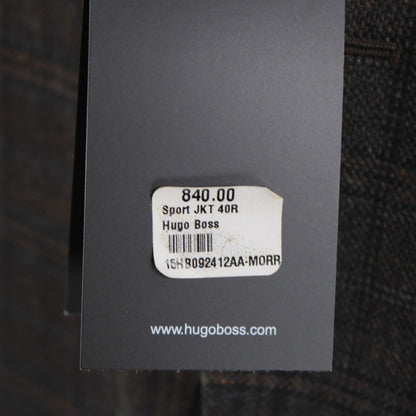 840.00
Sport JKT 40R
Hugo Boss
15HB092412AA-MORR
www.hugoboss.com